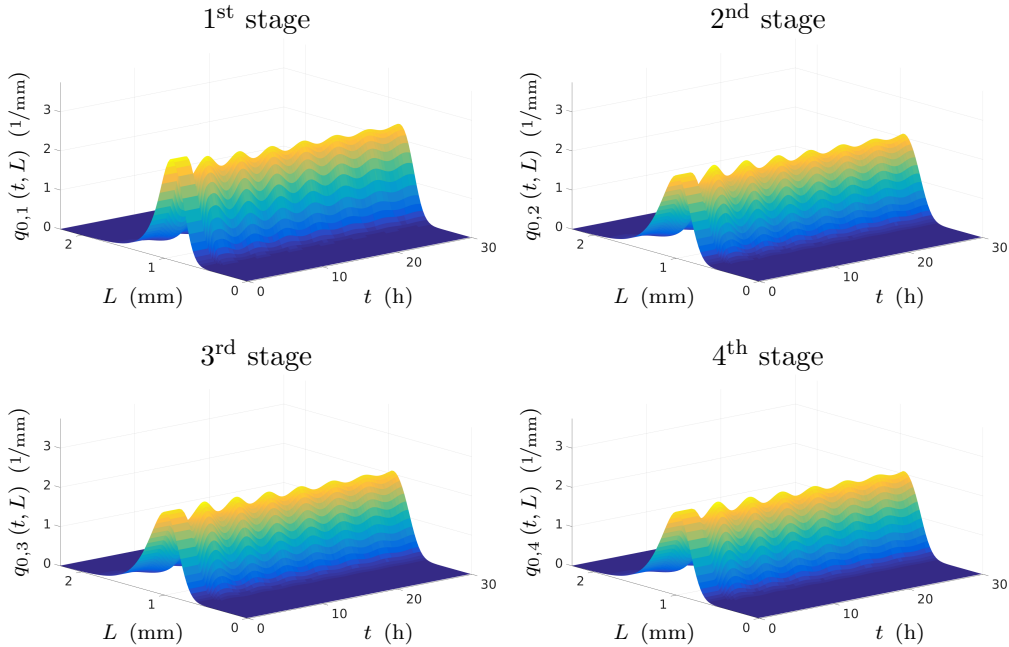 1st stage
q0,1 (t, L) (1/mm)
3
2
1
0
2
1
0
L (mm)
0
10
20
30
t (h)
2nd stage
q0,2 (t, L) (1/mm)
3
2
1
0
2
1
0
L (mm)
0
10
20
30
t (h)
3rd stage
q0,3 (t, L) (1/mm)
3
2
1
0
2
1
0
L (mm)
0
10
20
30
t (h)
4th stage
q0,4 (t, L) (1/mm)
3
2
1
0
2
1
0
L (mm)
0
10
20
30
t (h)